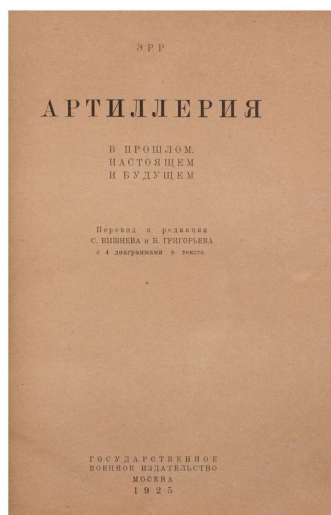 ЭРР
АРТИЛЛЕРИЯ
В ПРОШЛОМ,
НАСТОЯЩЕМ
И БУДУЩЕМ
Перевод и редакция
С. ВИШНЕВА и Б. ГРИГОРЬЕВА
с 4 диаграммами в тексте.
ГОСУДАРСТВЕННОЕ
ВОЕННОЕ ИЗДАТЕЛЬСТВО
МОСКВА
1925